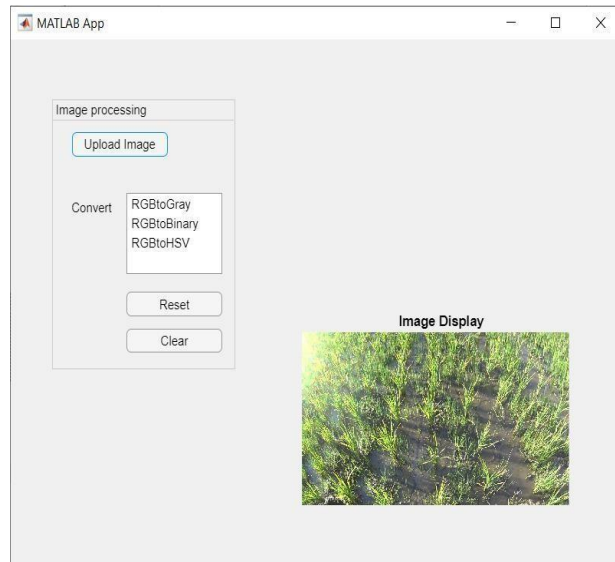 MATLAB App
Image processing
Upload Image
Convert
RGBtoGray
RGBtoBinary
RGBtoHSV
Reset
Clear
Image Display